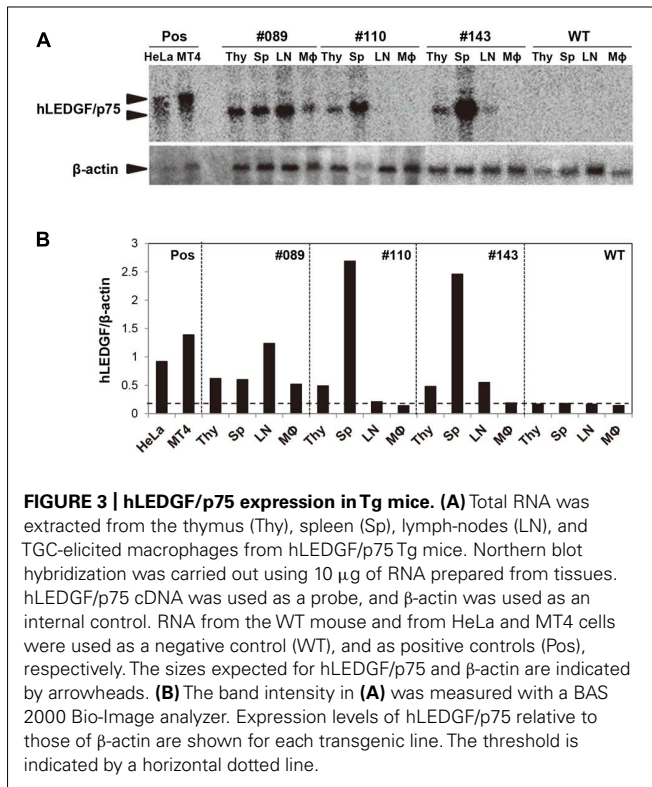 A
Pos #089 #110 #143 WT
HeLa MT4 Thy Sp LN MΦ Thy Sp LN MΦ Thy Sp LN MΦ Thy Sp LN MΦ
hLEDGF/p75
β-actin
B
Pos #089 #110 #143 WT
hLEDGF/β-actin
3
2.5
2
1.5
1
0.5
0
HeLa MT4 Thy Sp LN MΦ Thy Sp LN MΦ Thy Sp LN MΦ Thy Sp LN MΦ
FIGURE 3 | hLEDGF/p75 expression in Tg mice. (A) Total RNA was
extracted from the thymus (Thy), spleen (Sp), lymph-nodes (LN), and
TGC-elicited macrophages from hLEDGF/p75 Tg mice. Northern blot
hybridization was carried out using 10 μg of RNA prepared from tissues.
hLEDGF/p75 cDNA was used as a probe, and β-actin was used as an
internal control. RNA from the WT mouse and from HeLa and MT4 cells
were used as a negative control (WT), and as positive controls (Pos),
respectively. The sizes expected for hLEDGF/p75 and β-actin are indicated
by arrowheads. (B) The band intensity in (A) was measured with a BAS
2000 Bio-Image analyzer. Expression levels of hLEDGF/p75 relative to
those of β-actin are shown for each transgenic line. The threshold is
indicated by a horizontal dotted line.